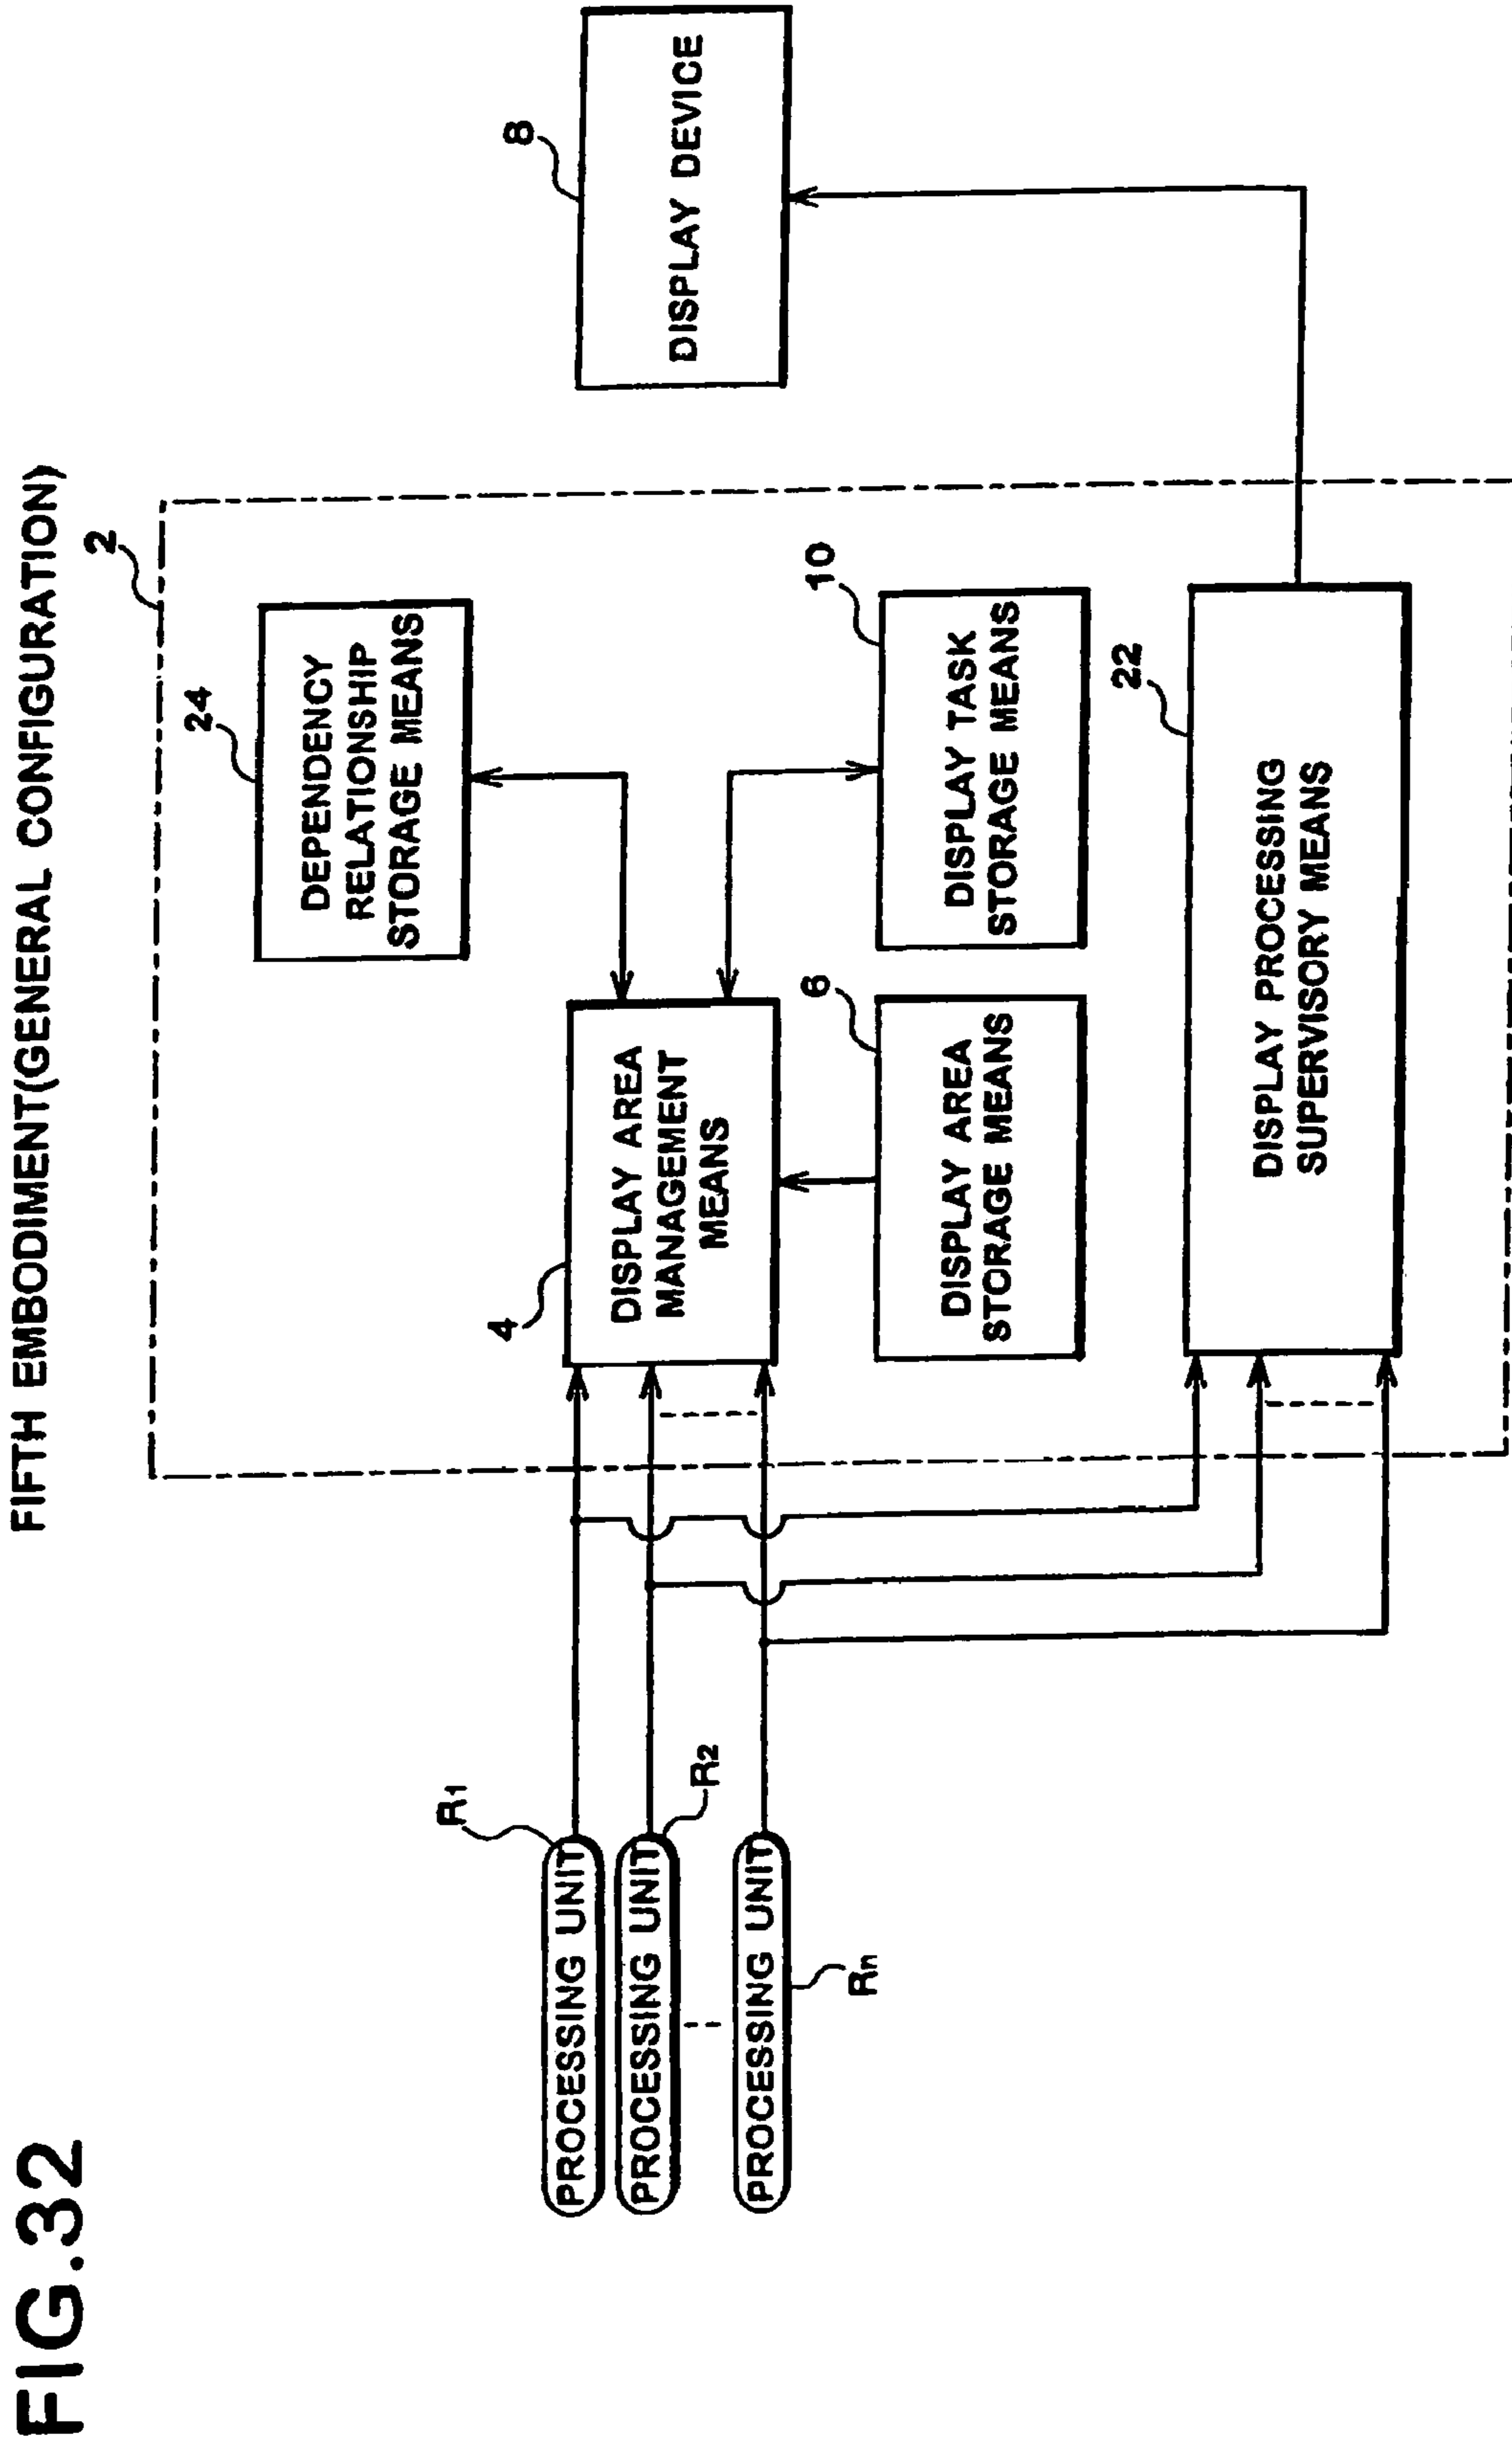 FIG.32
FIFTH EMBODIMENT(GENERAL CONFIGURATION)
2
24
DEPENDENCY
RELATIONSHIP
STORAGE MEANS
8
DISPLAY DEVICE
4
DISPLAY AREA
MANAGEMENT
MEANS
R1
PROCESSING UNIT
PROCESSING UNIT
R2
PROCESSING UNIT
Rn
6
DISPLAY AREA
STORAGE MEANS
10
DISPLAY TASK
STORAGE MEANS
22
DISPLAY PROCESSING
SUPERVISORY MEANS